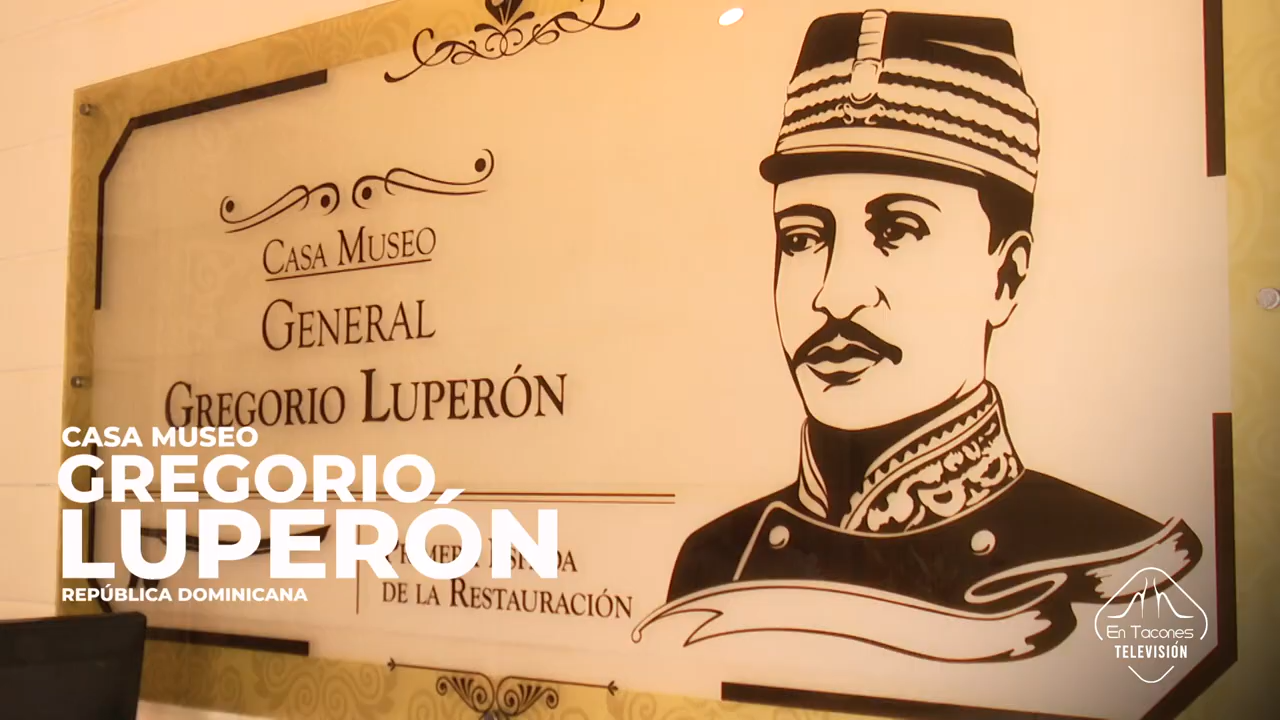 CASA MUSEO
GENERAL
GREGORIO LUPERÓN
DE LA RESTAURACIÓN
CASA MUSEO
GREGORIO
LUPERÓN
REPÚBLICA DOMINICANA
En Tacones
TELEVISIÓN